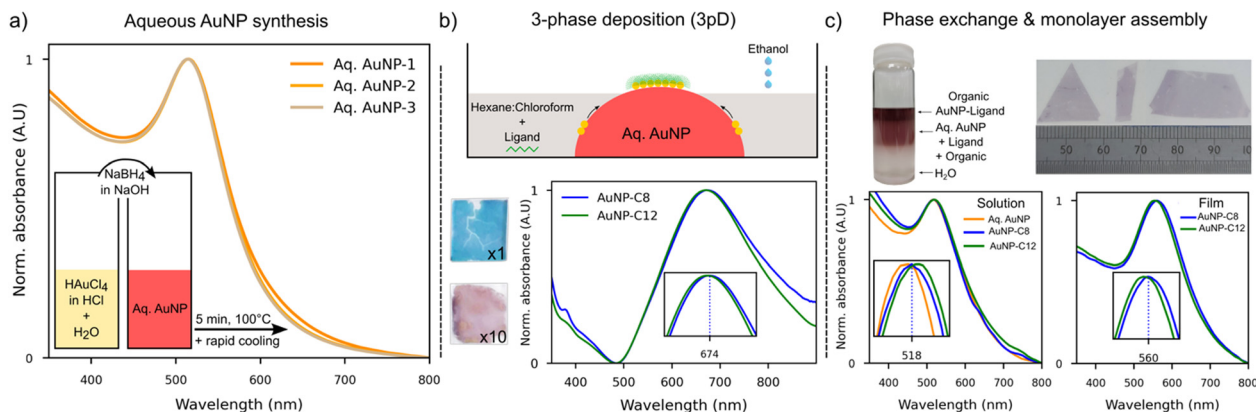 a) Aqueous AuNP synthesis
1
Norm. absorbance (A.U)
0
Aq. AuNP-1
Aq. AuNP-2
Aq. AuNP-3
NaBH4
in NaOH
HAuCl4
in HCl
+
H2O
Aq. AuNP
5 min, 100°C
+ rapid cooling
400 500 600 700 800
Wavelength (nm)
b) 3-phase deposition (3pD)
Ethanol
Hexane:Chloroform
+
Ligand
Aq. AuNP
x1
x10
1
Norm. absorbance (A.U)
0
AuNP-C8
AuNP-C12
674
400 500 600 700 800
Wavelength (nm)
c) Phase exchange & monolayer assembly
Organic
AuNP-Ligand
Aq. AuNP
+ Ligand
+ Organic
H2O
50 60 70 80 90 10
1
Norm. absorbance (A.U)
0
Solution
Aq. AuNP
AuNP-C8
AuNP-C12
518
400 500 600 700 800
Wavelength (nm)
1
Norm. absorbance (A.U)
0
Film
AuNP-C8
AuNP-C12
560
400 500 600 700 800
Wavelength (nm)